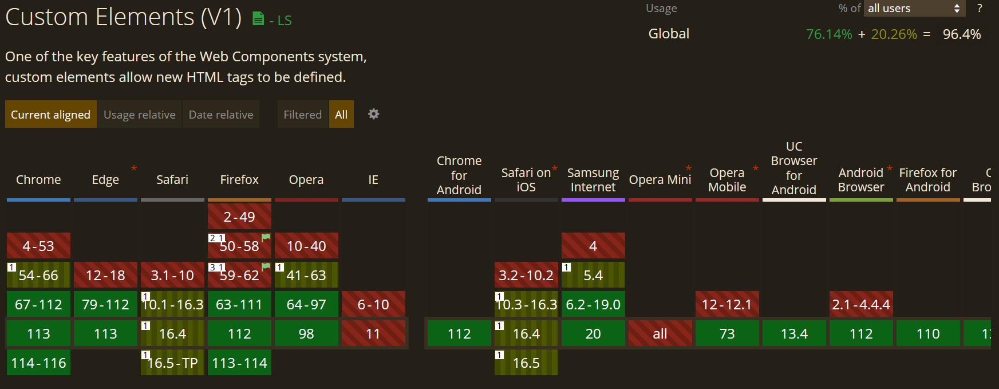 Custom Elements (V1) - LS
Usage % of all users ?
Global 76.14% + 20.26% = 96.4%
One of the key features of the Web Components system,
custom elements allow new HTML tags to be defined.
Current aligned Usage relative Date relative Filtered All
Chrome
Edge *
Safari
Firefox
Opera
IE
Chrome
for
Android
Safari on *
iOS
Samsung
Internet
Opera Mini *
Opera *
Mobile
UC
Browser
for
Android
Android *
Browser
Firefox for
Android
2-49
4-53 2 1 50-58 10-40 4
1 54-66 12-18 3.1-10 3 1 59-62 1 41-63 3.2-10.2 1 5.4
67-112 79-112 1 10.1-16.3 63-111 64-97 6-10 1 10.3-16.3 6.2-19.0 12-12.1 2.1-4.4.4
113 113 1 16.4 112 98 11 112 1 16.4 20 all 73 13.4 112 110
114-116 1 16.5-TP 113-114 1 16.5